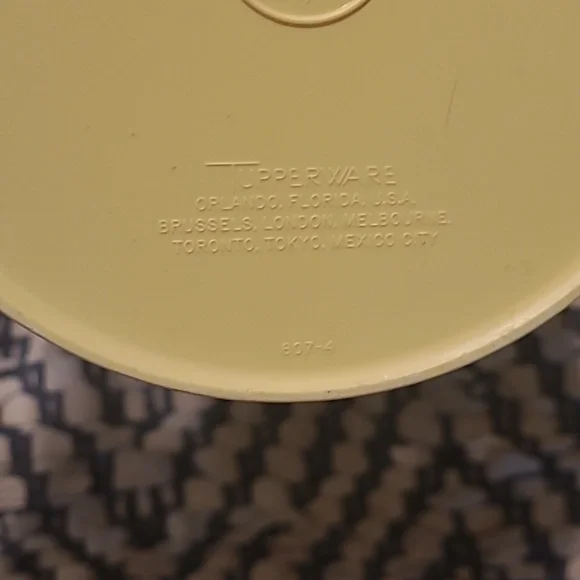 TUPPERWARE
ORLANDO, FLORIDA, U.S.A.
BRUSSELS, LONDON, MELBOURNE,
TORONTO, TOKYO, MEXICO CITY
807-4